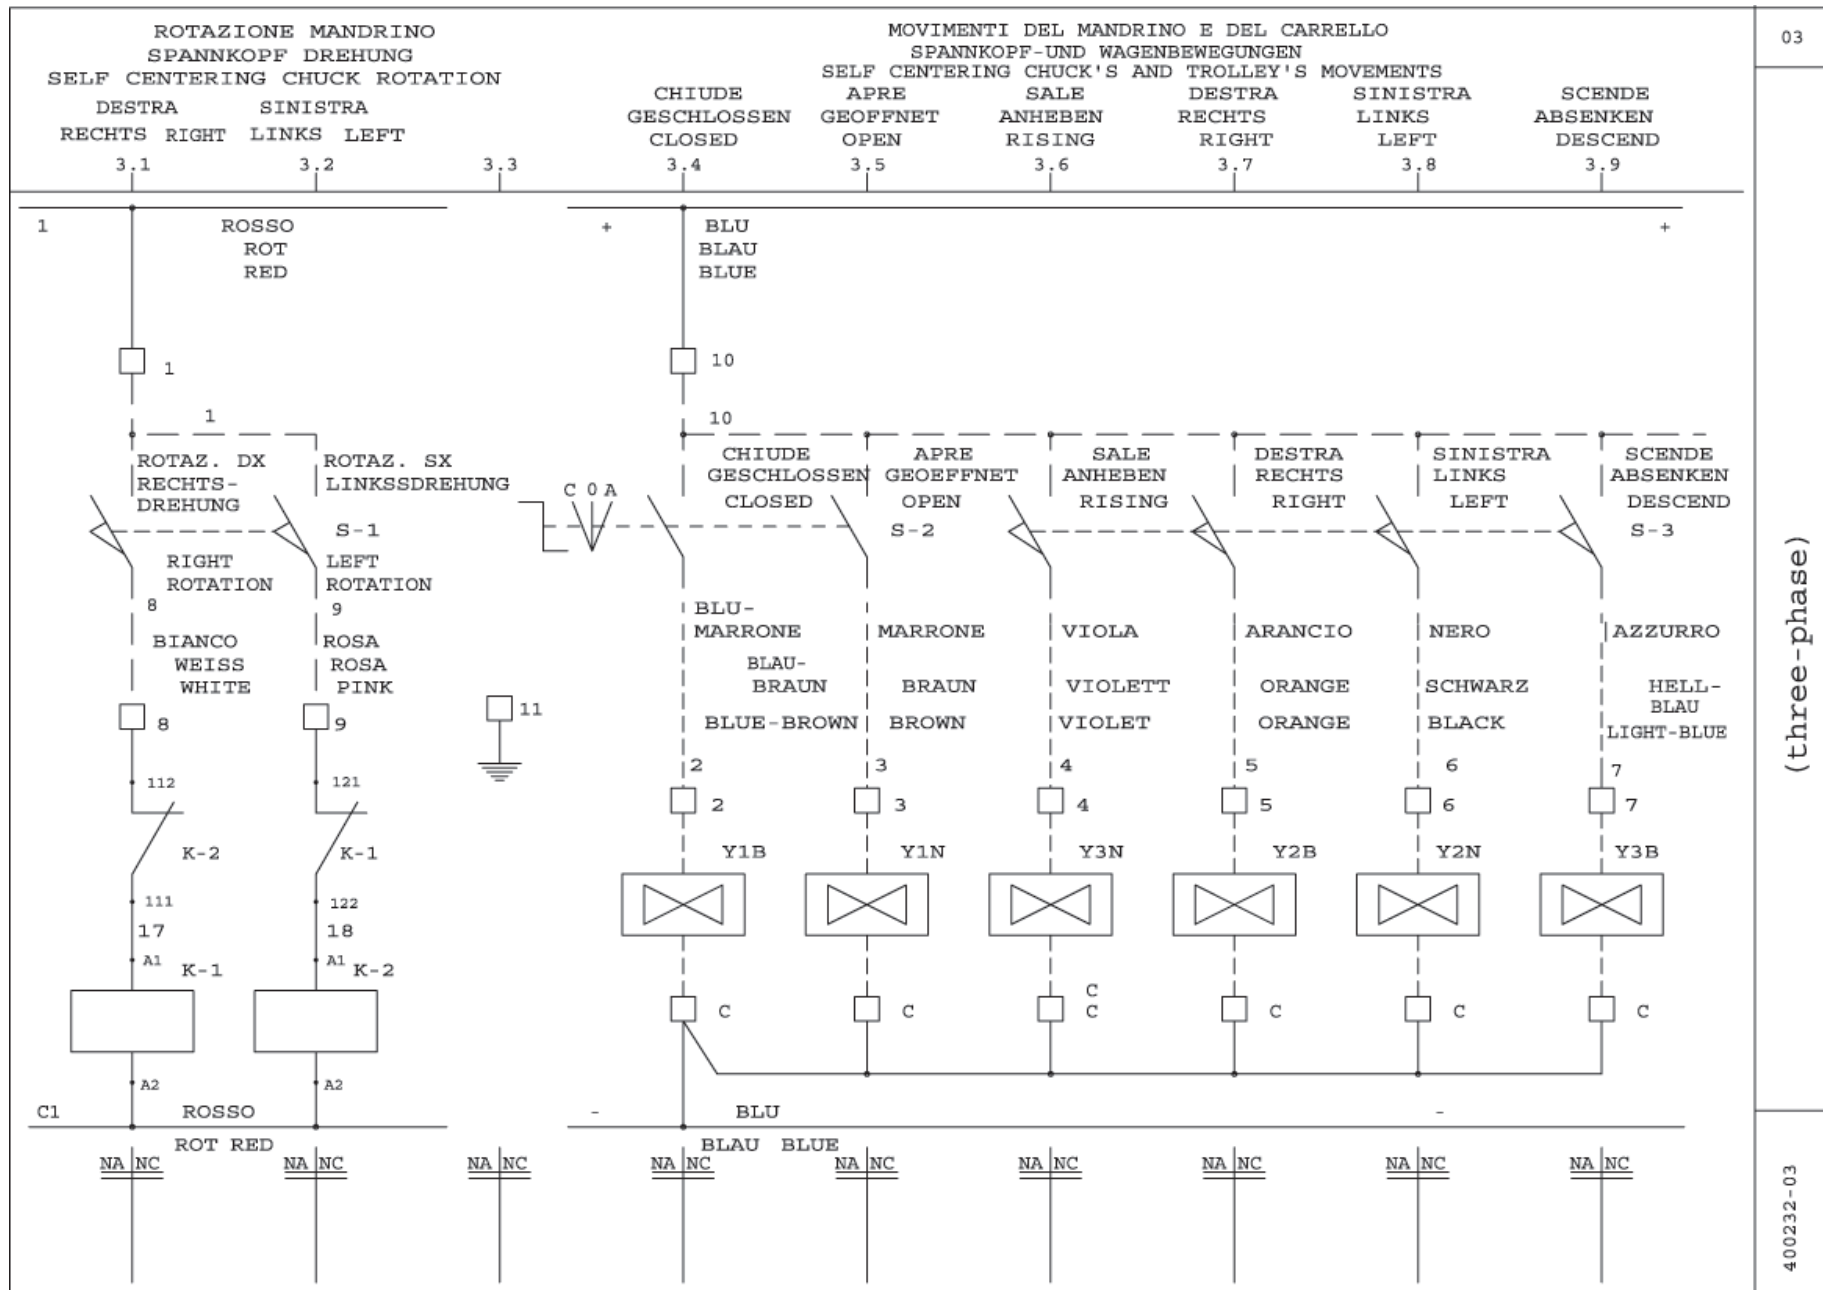 ROTAZIONE MANDRINO
SPANNKOPF DREHUNG
SELF CENTERING CHUCK ROTATION
DESTRA SINISTRA
RECHTS RIGHT LINKS LEFT
MOVIMENTI DEL MANDRINO E DEL CARRELLO
SPANNKOPF-UND WAGENBEWEGUNGEN
SELF CENTERING CHUCK'S AND TROLLEY'S MOVEMENTS
CHIUDE APRE SALE DESTRA SINISTRA SCENDE
GESCHLOSSEN GEOFFNET ANHEBEN RECHTS LINKS ABSENKEN
CLOSED OPEN RISING RIGHT LEFT DESCEND
03
3.1 3.2 3.3 3.4 3.5 3.6 3.7 3.8 3.9
1 ROSSO + BLU +
ROT BLAU
RED BLUE
1 10
1 10
ROTAZ. DX
RECHTS-
DREHUNG
ROTAZ. SX
LINKSSDREHUNG
S-1
RIGHT
ROTATION
LEFT
ROTATION
C 0 A
CHIUDE APRE SALE DESTRA SINISTRA SCENDE
GESCHLOSSEN GEOEFFNET ANHEBEN RECHTS LINKS ABSENKEN
CLOSED OPEN RISING RIGHT LEFT DESCEND
S-2 S-3
8 9
BIANCO ROSA
WEISS ROSA
WHITE PINK
BLU-
MARRONE MARRONE VIOLA ARANCIO NERO AZZURRO
BLAU-
BRAUN BRAUN VIOLETT ORANGE SCHWARZ HELL-
BLAU
BLUE-BROWN BROWN VIOLET ORANGE BLACK LIGHT-BLUE
8 9 11
2 3 4 5 6 7
112 121
2 3 4 5 6 7
K-2 K-1 Y1B Y1N Y3N Y2B Y2N Y3B
111 122
17 18
A1 K-1 A1 K-2
C
C C C C C C
A2 A2
C1 ROSSO - BLU -
ROT RED BLAU BLUE
NA NC NA NC NA NC NA NC NA NC NA NC NA NC NA NC NA NC
(three-phase)
400232-03